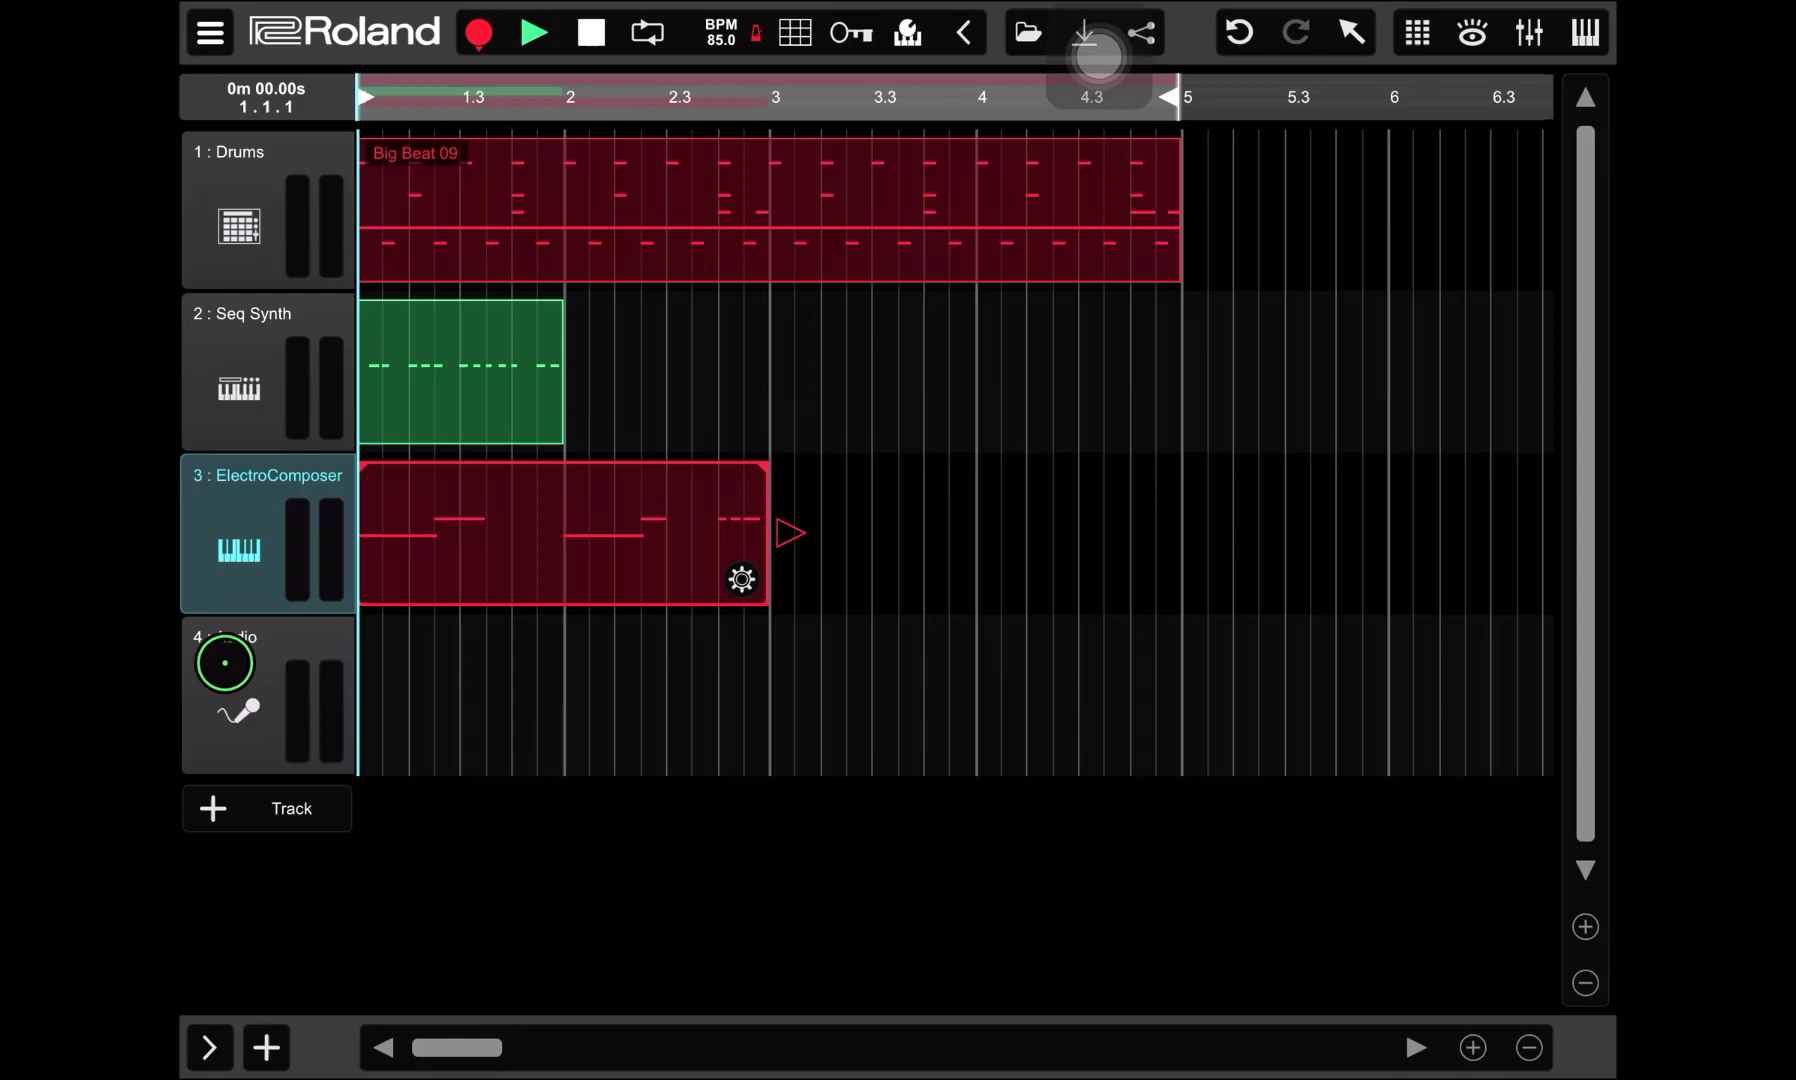 Roland
BPM
85.0
0m 00.00s
1 . 1 . 1
1.3
2
2.3
3
3.3
4
4.3
5
5.3
6
6.3
1 : Drums
Big Beat 09
2 : Seq Synth
3 : ElectroComposer
Track